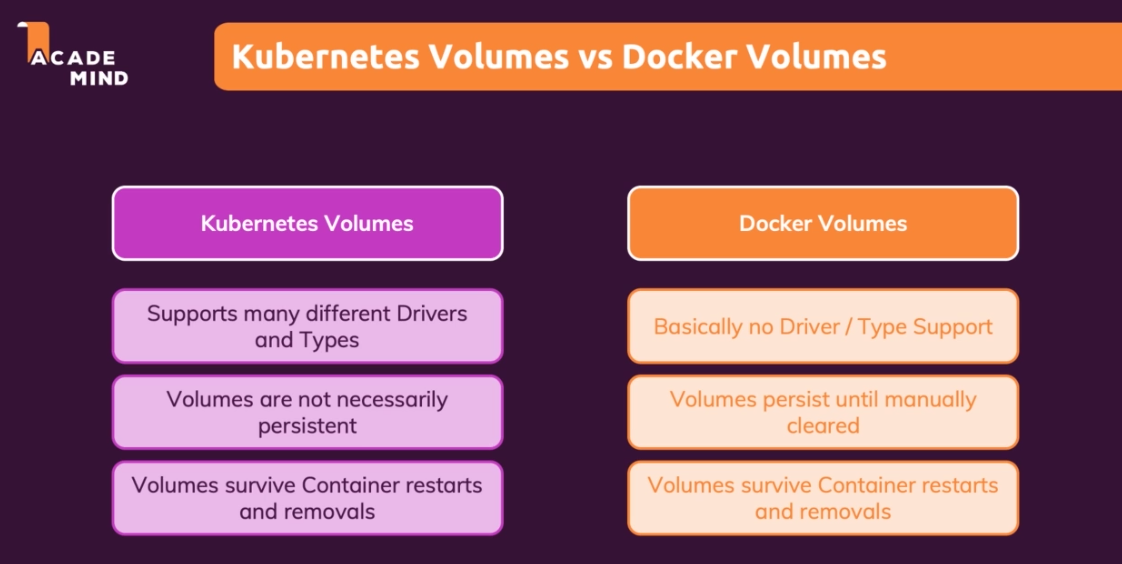 ACADE
MIND
Kubernetes Volumes vs Docker Volumes
Kubernetes Volumes
Supports many different Drivers
and Types
Volumes are not necessarily
persistent
Volumes survive Container restarts
and removals
Docker Volumes
Basically no Driver / Type Support
Volumes persist until manually
cleared
Volumes survive Container restarts
and removals